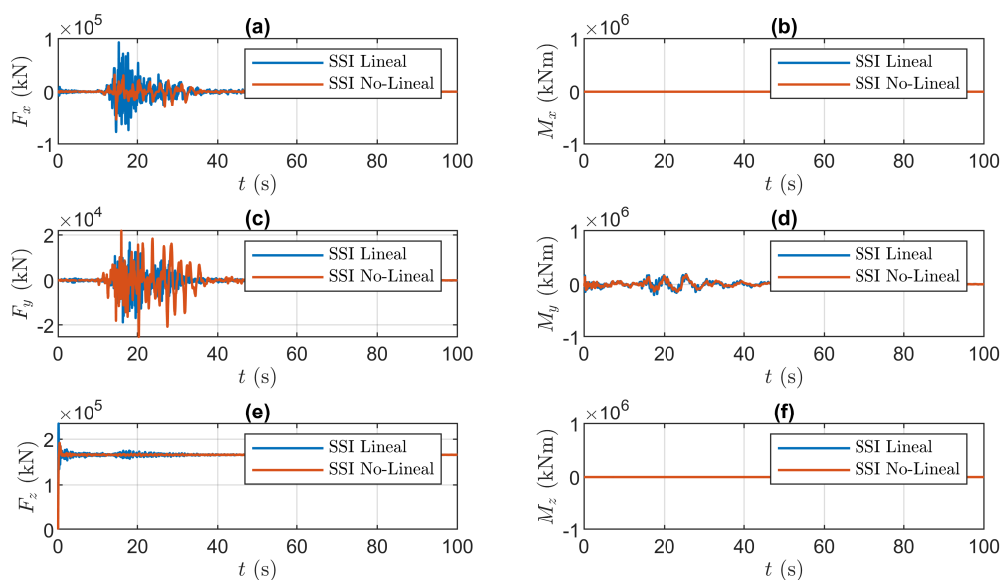 (a)
×10^5
F_x (kN)
1
0
-1
SSI Lineal
SSI No-Lineal
0 20 40 60 80 100
t (s)
(b)
×10^6
M_x (kNm)
1
0
-1
SSI Lineal
SSI No-Lineal
0 20 40 60 80 100
t (s)
(c)
×10^4
F_y (kN)
2
0
-2
SSI Lineal
SSI No-Lineal
0 20 40 60 80 100
t (s)
(d)
×10^6
M_y (kNm)
1
0
-1
SSI Lineal
SSI No-Lineal
0 20 40 60 80 100
t (s)
(e)
×10^5
F_z (kN)
2
1
0
SSI Lineal
SSI No-Lineal
0 20 40 60 80 100
t (s)
(f)
×10^6
M_z (kNm)
1
0
-1
SSI Lineal
SSI No-Lineal
0 20 40 60 80 100
t (s)